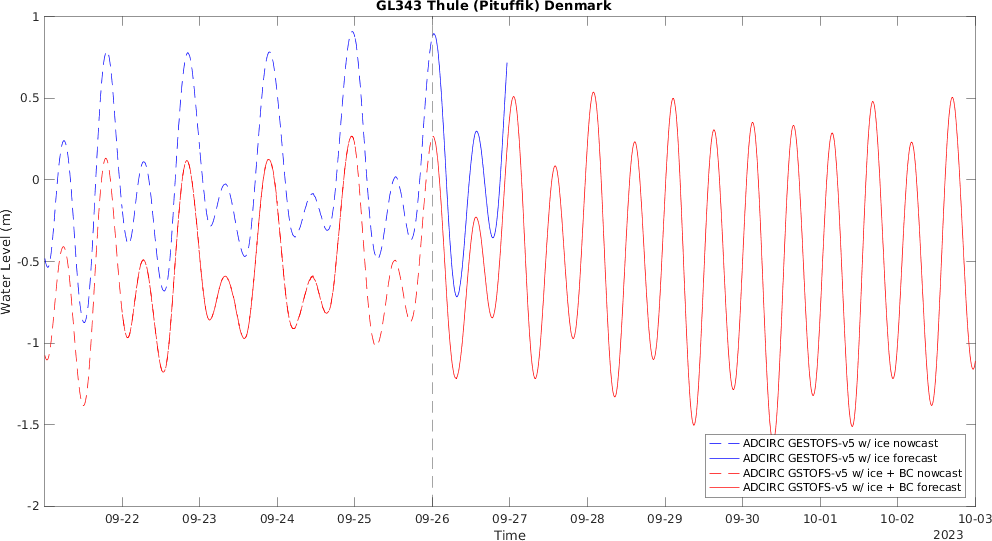 GL343 Thule (Pituffik) Denmark
1
0.5
0
-0.5
-1
-1.5
-2
Water Level (m)
ADCIRC GESTOFS-v5 w/ ice nowcast
ADCIRC GESTOFS-v5 w/ ice forecast
ADCIRC GSTOFS-v5 w/ ice + BC nowcast
ADCIRC GSTOFS-v5 w/ ice + BC forecast
09-22 09-23 09-24 09-25 09-26 09-27 09-28 09-29 09-30 10-01 10-02 10-03
Time
2023